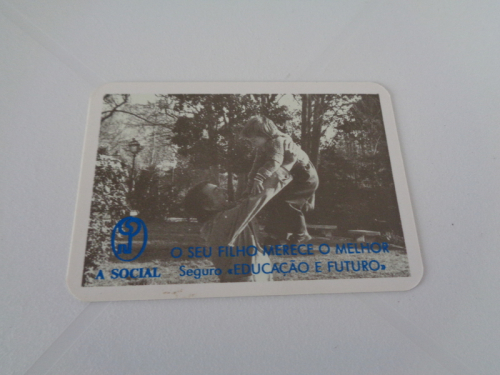 O SEU FILHO MERECE O MELHOR
A SOCIAL Seguro «EDUCAÇÃO E FUTURO»